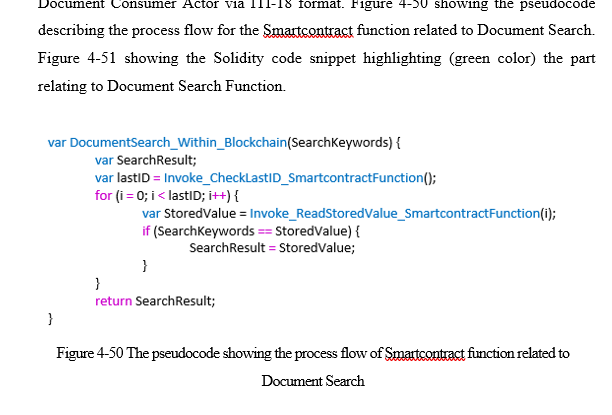 Document Consumer Actor via ITI-18 format. Figure 4-50 showing the pseudocode
describing the process flow for the Smartcontract function related to Document Search.
Figure 4-51 showing the Solidity code snippet highlighting (green color) the part
relating to Document Search Function.
var DocumentSearch_Within_Blockchain(SearchKeywords) {
var SearchResult;
var lastID = Invoke_CheckLastID_SmartcontractFunction();
for (i = 0; i < lastID; i++) {
var StoredValue = Invoke_ReadStoredValue_SmartcontractFunction(i);
if (SearchKeywords == StoredValue) {
SearchResult = StoredValue;
}
}
return SearchResult;
}
Figure 4-50 The pseudocode showing the process flow of Smartcontract function related to
Document Search